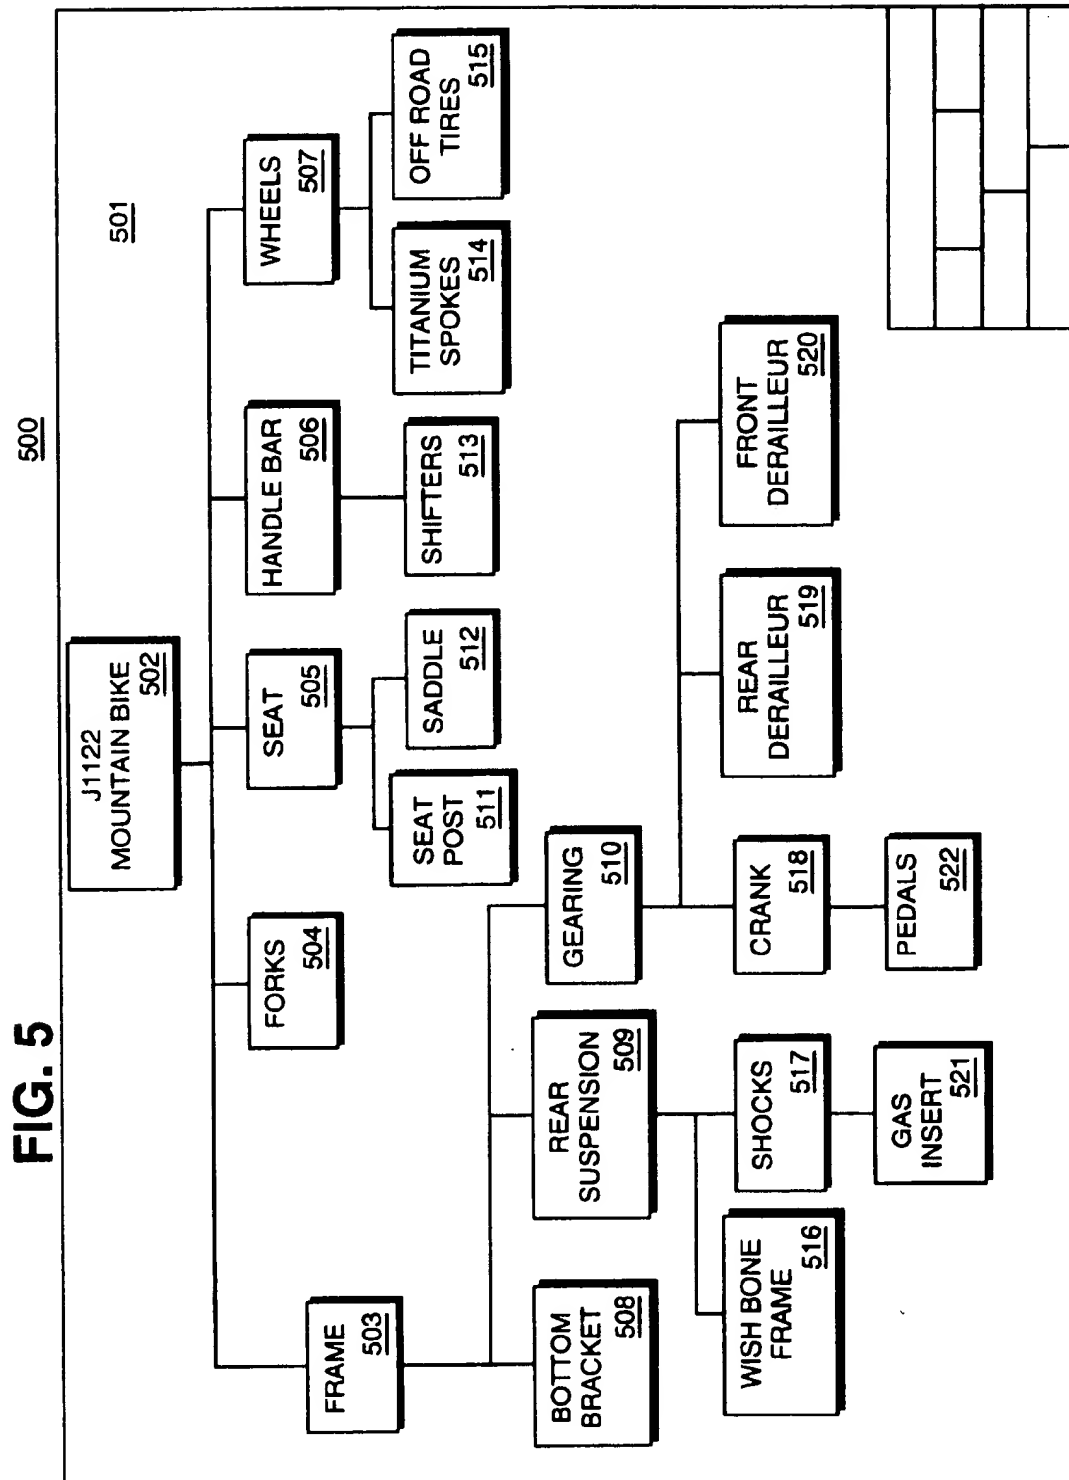 FIG. 5
500
501
J1122
MOUNTAIN BIKE
502
FRAME
503
FORKS
504
SEAT
505
HANDLE BAR
506
WHEELS
507
BOTTOM
BRACKET
508
REAR
SUSPENSION
509
GEARING
510
SEAT
POST
511
SADDLE
512
SHIFTERS
513
TITANIUM
SPOKES
514
OFF ROAD
TIRES
515
WISH BONE
FRAME
516
SHOCKS
517
CRANK
518
REAR
DERAILLEUR
519
FRONT
DERAILLEUR
520
GAS
INSERT
521
PEDALS
522